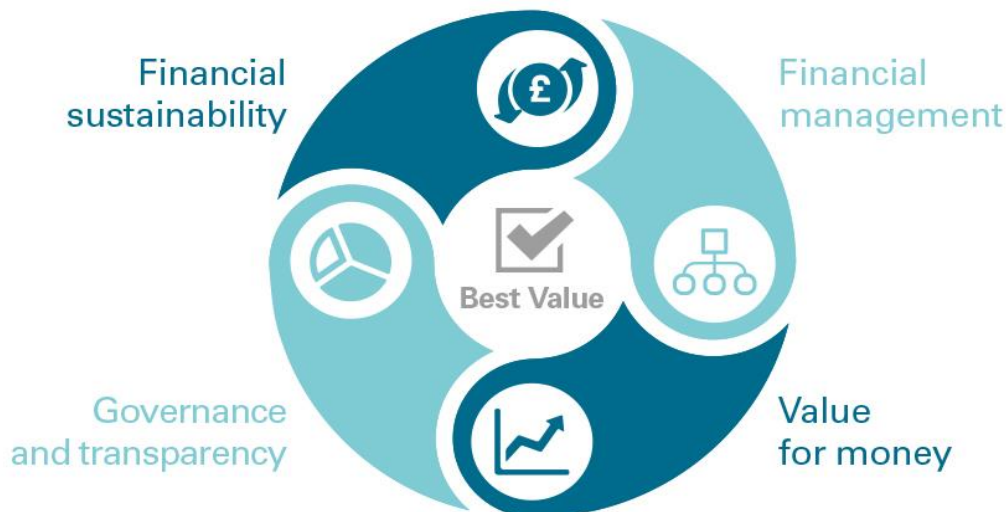 Financial
sustainability
£
Financial
management
Best Value
Governance
and transparency
Value
for money